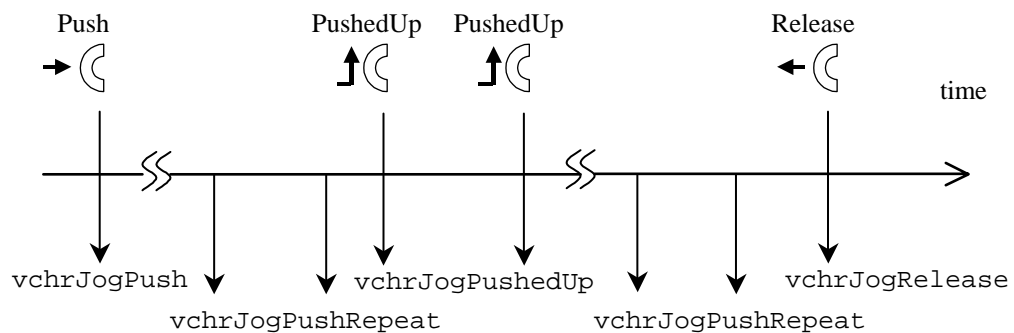 Push PushedUp PushedUp Release
time
vchrJogPush vchrJogPushedUp vchrJogRelease
vchrJogPushRepeat vchrJogPushRepeat